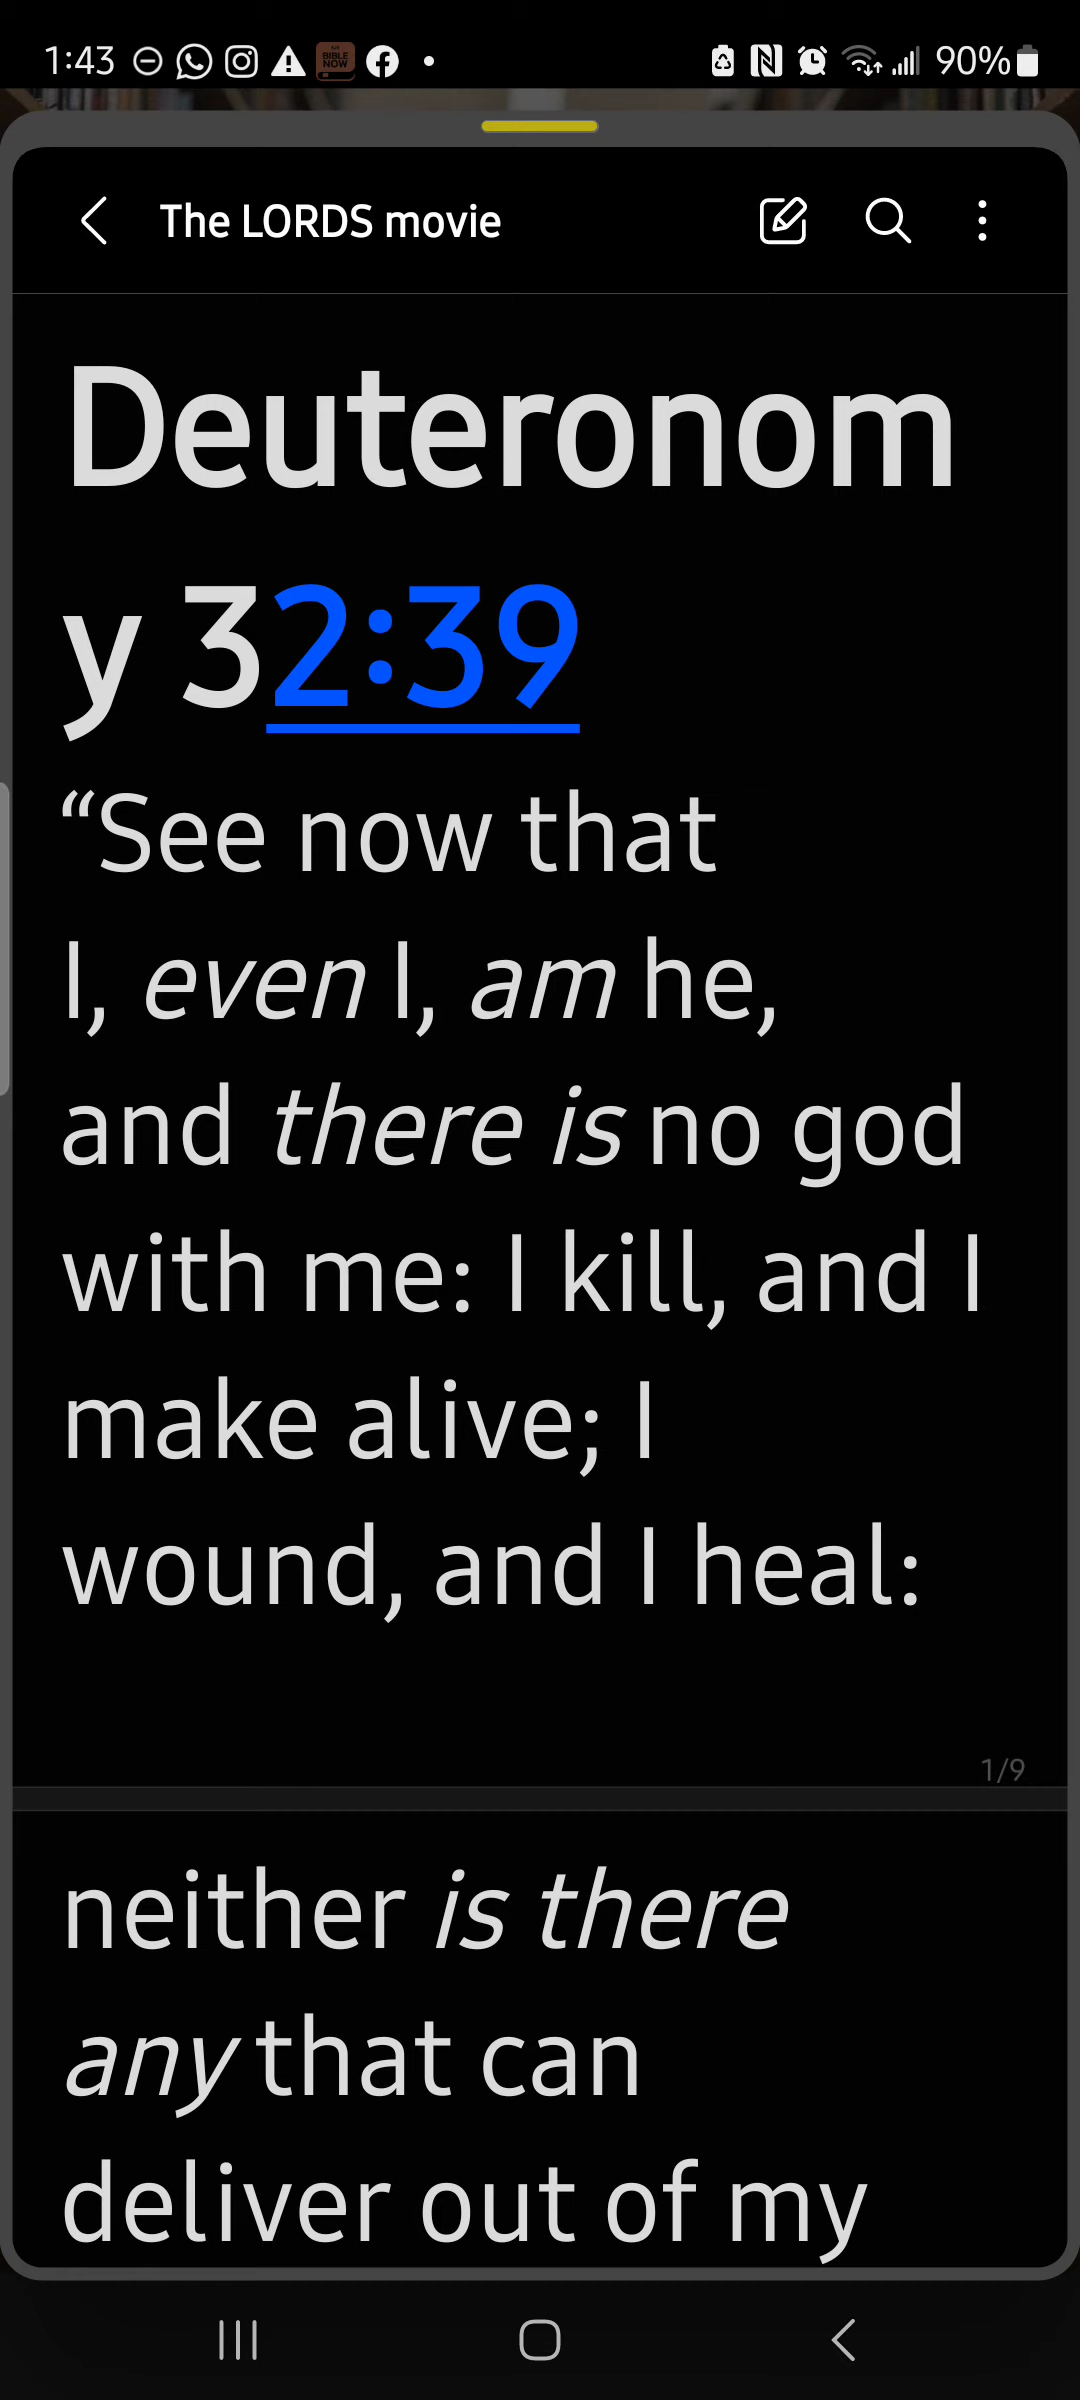 1:43
BIBLE
NOW
90%
The LORDS movie
Deuteronom
y 32:39
“See now that
I, even I, am he,
and there is no god
with me: I kill, and I
make alive; I
wound, and I heal:
1/9
neither is there
any that can
deliver out of my